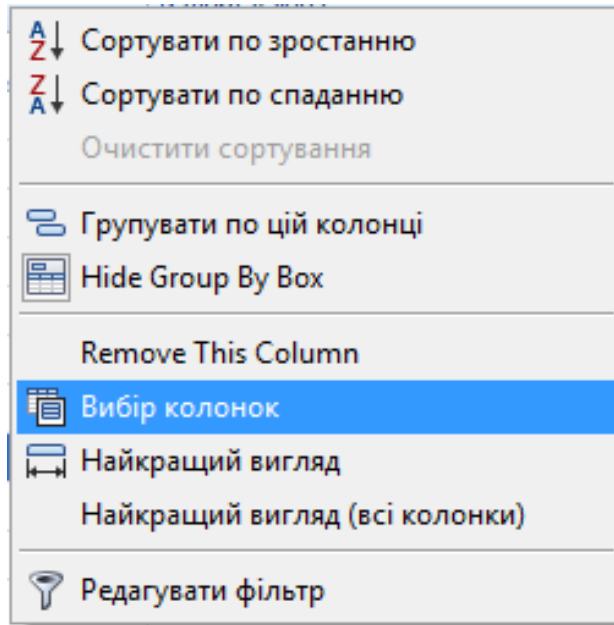 Сортувати по зростанню
Сортувати по спаданню
Очистити сортування
Групувати по цій колонці
Hide Group By Box
Remove This Column
Вибір колонок
Найкращий вигляд
Найкращий вигляд (всі колонки)
Редагувати фільтр